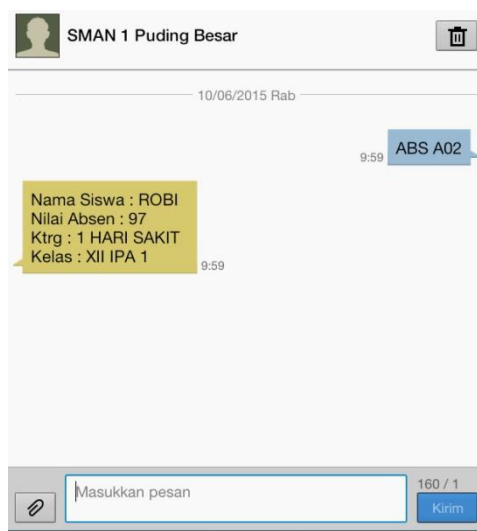 SMAN 1 Puding Besar
10/06/2015 Rab
ABS A02
9:59
Nama Siswa : ROBI
Nilai Absen : 97
Ktrg : 1 HARI SAKIT
Kelas : XII IPA 1
9:59
Masukkan pesan
160 / 1
Kirim